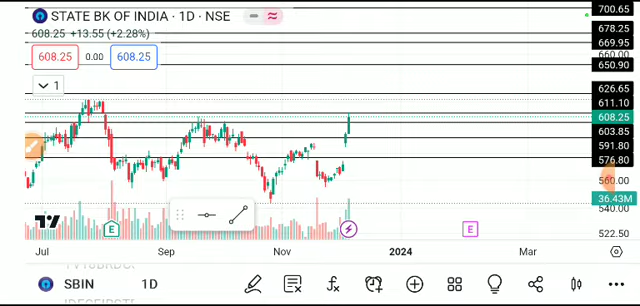 STATE BK OF INDIA · 1D · NSE
608.25 +13.55 (+2.28%)
608.25 0.00 608.25
1
700.65
678.25
669.95
660.00
650.90
626.65
611.10
608.25
603.85
591.80
576.80
560.00
36.43M
540.00
522.50
E
E
Jul Sep Nov 2024 Mar
SBIN 1D